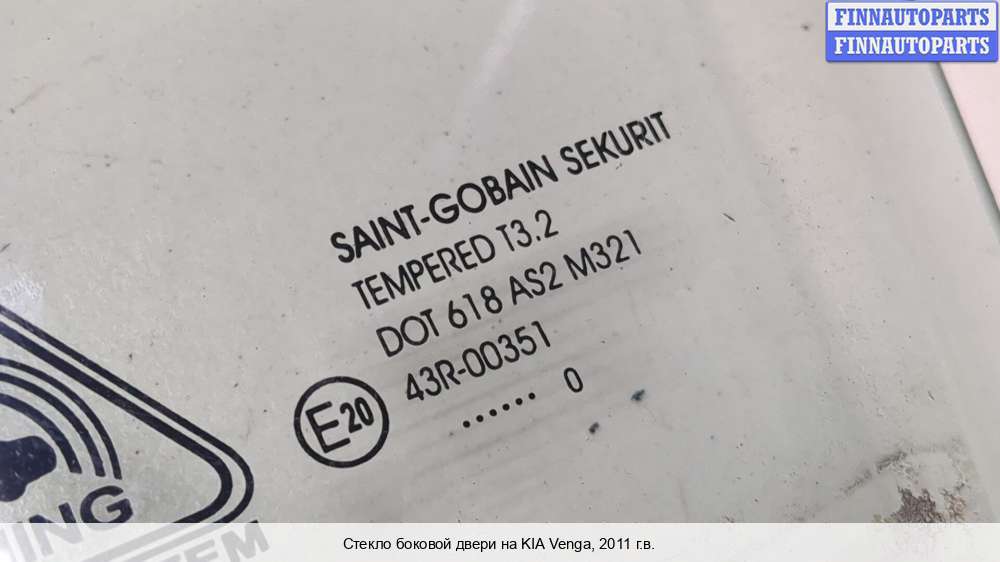 FINNAUTOPARTS
FINNAUTOPARTS
SAINT-GOBAIN SEKURIT
TEMPERED T3.2
DOT 618 AS2 M321
43R-00351
E20
...... 0
Стекло боковой двери на KIA Venga, 2011 г.в.